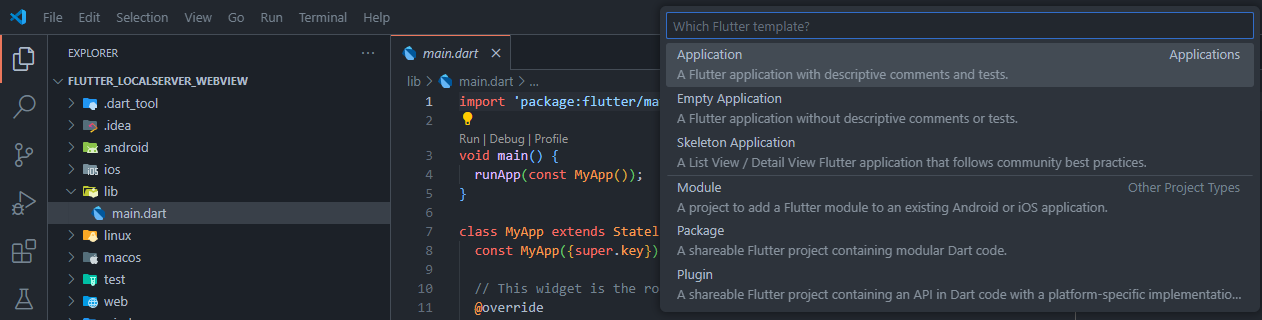 File Edit Selection View Go Run Terminal Help
EXPLORER
FLUTTER_LOCALSERVER_WEBVIEW
.dart_tool
.idea
android
ios
lib
main.dart
linux
macos
test
web
main.dart
lib > main.dart > ...
1 import 'package:flutter/ma
2
Run | Debug | Profile
3 void main() {
4 runApp(const MyApp());
5 }
6
7 class MyApp extends Statel
8 const MyApp({super.key})
9
10 // This widget is the ro
11 @override
Which Flutter template?
Application Applications
A Flutter application with descriptive comments and tests.
Empty Application
A Flutter application without descriptive comments or tests.
Skeleton Application
A List View / Detail View Flutter application that follows community best practices.
Module Other Project Types
A project to add a Flutter module to an existing Android or iOS application.
Package
A shareable Flutter project containing modular Dart code.
Plugin
A shareable Flutter project containing an API in Dart code with a platform-specific implementatio...